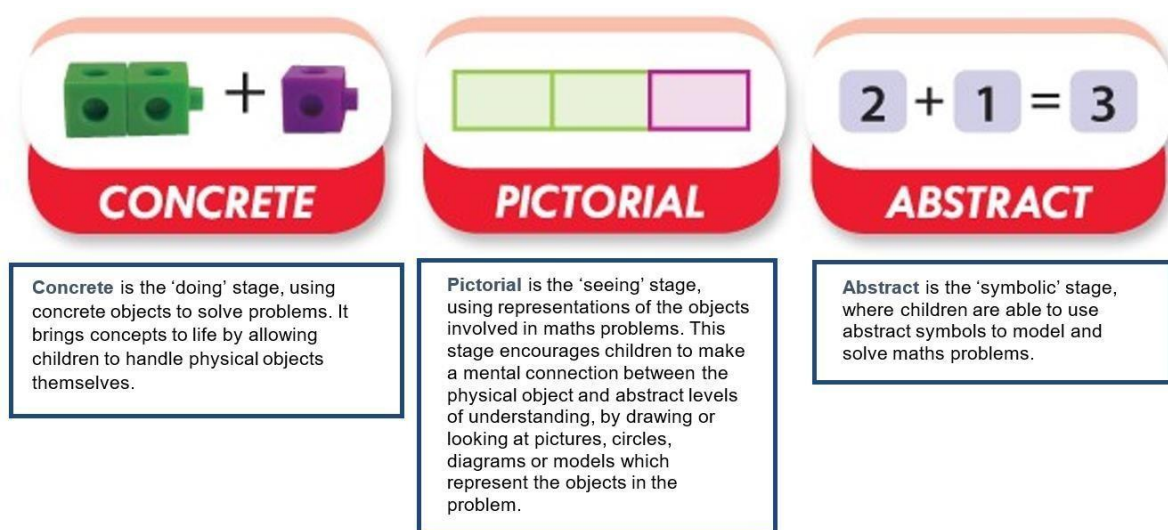 +
2 + 1 = 3
CONCRETE
PICTORIAL
ABSTRACT
Concrete is the ‘doing’ stage, using
concrete objects to solve problems. It
brings concepts to life by allowing
children to handle physical objects
themselves.
Pictorial is the ‘seeing’ stage,
using representations of the objects
involved in maths problems. This
stage encourages children to make
a mental connection between the
physical object and abstract levels
of understanding, by drawing or
looking at pictures, circles,
diagrams or models which
represent the objects in the
problem.
Abstract is the ‘symbolic’ stage,
where children are able to use
abstract symbols to model and
solve maths problems.